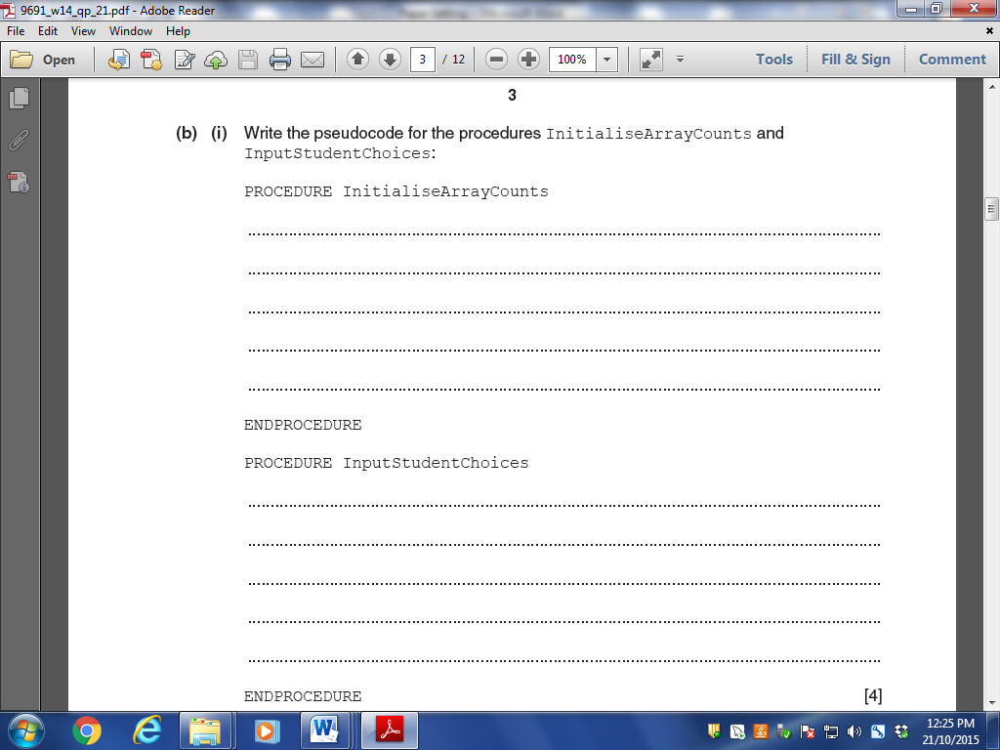 9691_w14_qp_21.pdf - Adobe Reader
File Edit View Window Help
Open 3 / 12 100% Tools Fill & Sign Comment
3
(b) (i) Write the pseudocode for the procedures InitialiseArrayCounts and
InputStudentChoices:
PROCEDURE InitialiseArrayCounts
ENDPROCEDURE
PROCEDURE InputStudentChoices
ENDPROCEDURE [4]
12:25 PM
21/10/2015